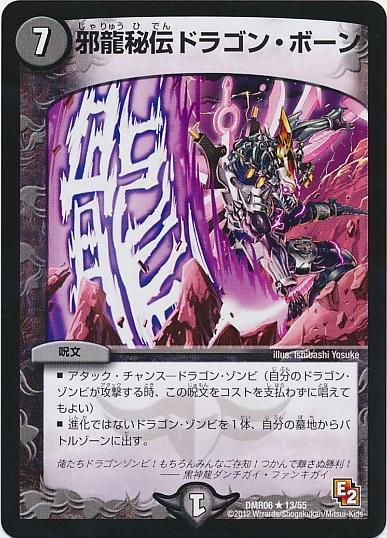 じゃりゅう ひ でん
7
邪龍秘伝ドラゴン・ボーン
龍
illus. Ishibashi Yosuke
呪文
■ アタック・チャンスードラゴン・ゾンビ（自分のドラゴン・
ゾンビが攻撃する時、この呪文をコストを支払わずに唱えて
もよい）
■ 進化ではないドラゴン・ゾンビを1体、自分の墓地からバ
トルゾーンに出す。
俺たちドラゴンゾンビ！もちろんみんなご存知！つかんで離さぬ勝利！
―― 黒神龍ダンチガイ・ファンキガイ
1
E2
DMR06 ★ 13/55
©2012 Wizards/Shogakukan/Mitsui-Kids